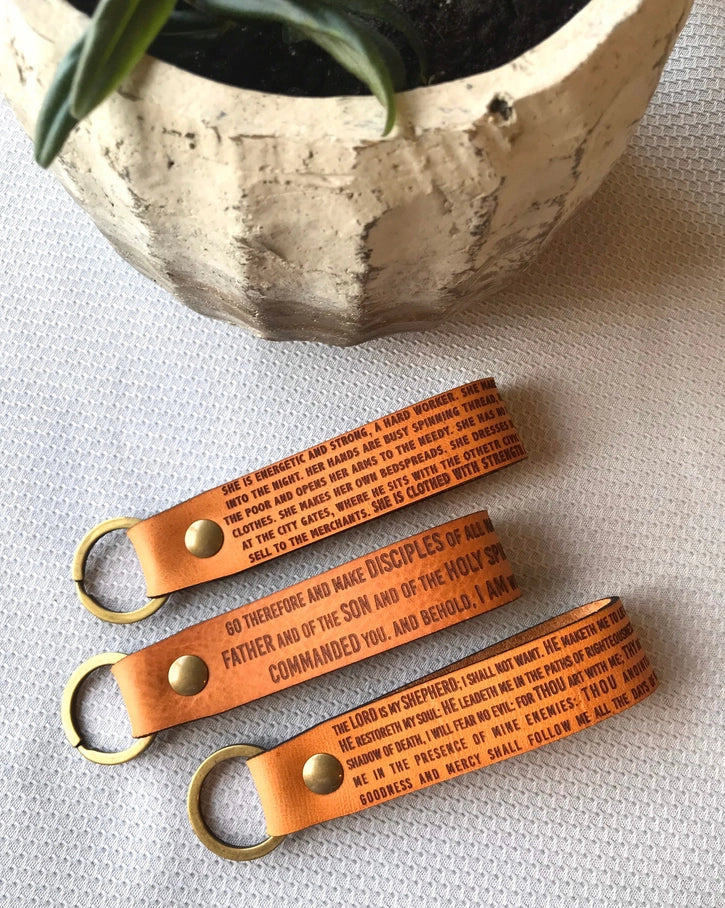 SHE IS ENERGETIC AND STRONG, A HARD WORKER. SHE
INTO THE NIGHT. HER HANDS ARE BUSY SPINNING THREAD,
THE POOR AND OPENS HER ARMS TO THE NEEDY. SHE HAS
CLOTHES. SHE MAKES HER OWN BEDSPREADS. SHE DRESSES
AT THE CITY GATES, WHERE HE SITS WITH THE OTHETR
SELL TO THE MERCHANTS. SHE IS CLOTHED WITH STRENGTH
GO THEREFORE AND MAKE DISCIPLES OF ALL
FATHER AND OF THE SON AND OF THE HOLY
COMMANDED YOU. AND BEHOLD, I AM
THE LORD IS MY SHEPHERD; I SHALL NOT WANT. HE MAKETH ME TO
HE RESTORETH MY SOUL: HE LEADETH ME IN THE PATHS OF RIGHTEOUSNESS
SHADOW OF DEATH, I WILL FEAR NO EVIL: FOR THOU ART WITH ME; THY
ME IN THE PRESENCE OF MINE ENEMIES: THOU
GOODNESS AND MERCY SHALL FOLLOW ME ALL THE DAYS